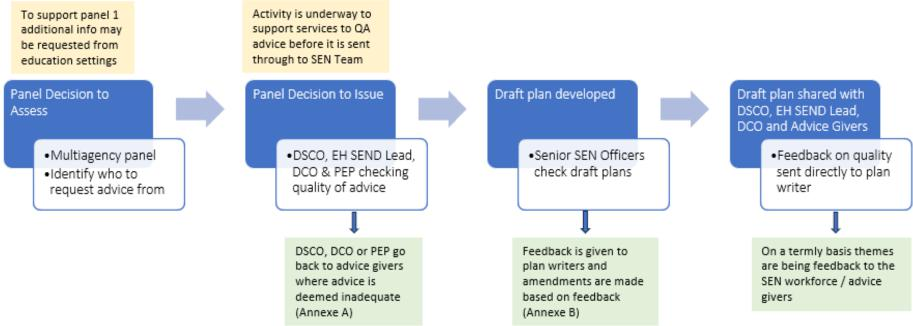 To support panel 1
additional info may
be requested from
education settings
Activity is underway to
support services to QA
advice before it is sent
through to SEN Team
Panel Decision to
Assess
•Multiagency panel
•Identify who to
request advice from
Panel Decision to Issue
•DSCO, EH SEND Lead,
DCO & PEP checking
quality of advice
Draft plan developed
•Senior SEN Officers
check draft plans
Draft plan shared with
DSCO, EH SEND Lead,
DCO and Advice Givers
•Feedback on quality
sent directly to plan
writer
DSCO, DCO or PEP go
back to advice givers
where advice is
deemed inadequate
(Annexe A)
Feedback is given to
plan writers and
amendments are made
based on feedback
(Annexe B)
On a termly basis themes
are being feedback to the
SEN workforce / advice
givers